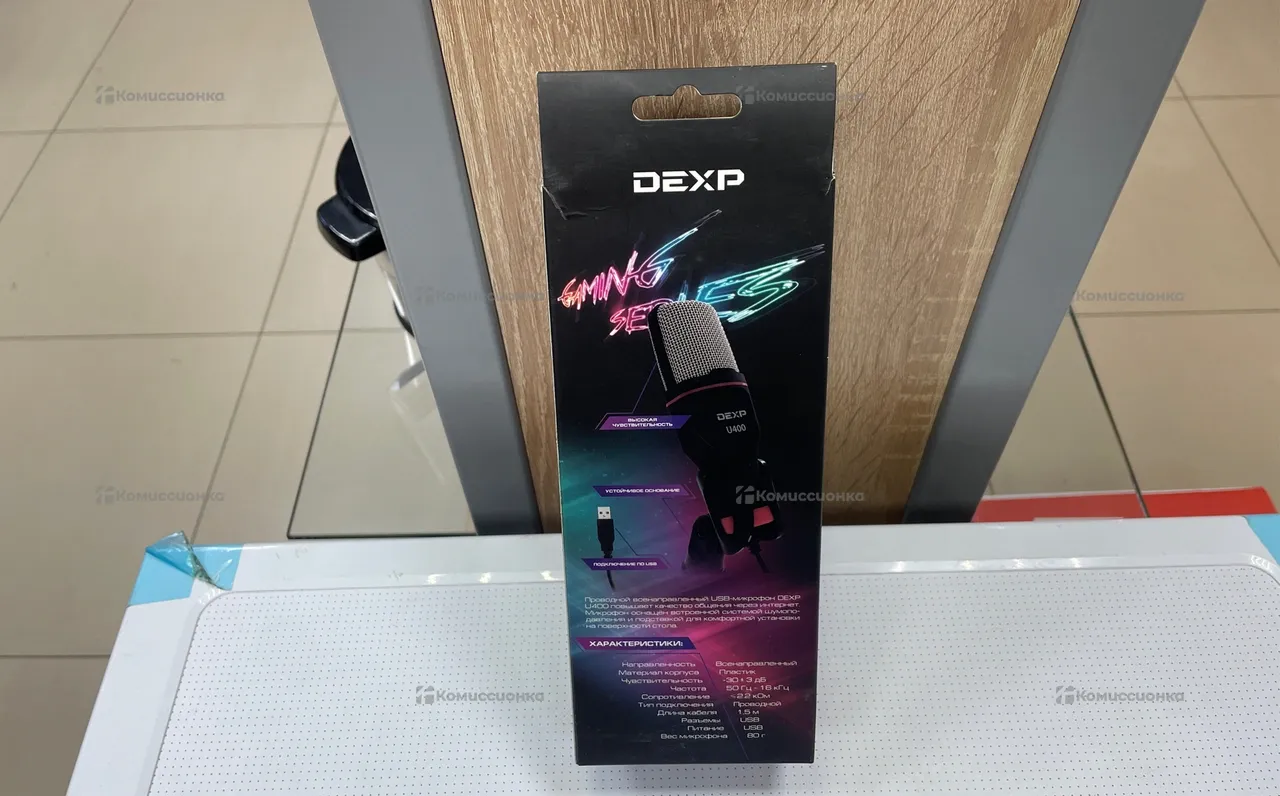 DEXP
GAMING
SERIES
DEXP
U400
ВЫСОКАЯ
ЧУВСТВИТЕЛЬНОСТЬ
УСТОЙЧИВОЕ ОСНОВАНИЕ
ПОДКЛЮЧЕНИЕ ПО USB
Проводной всенаправленный USB-микрофон DEXP
U400 повышает качество общения через интернет.
Микрофон оснащён встроенной системой шумопо-
давления и подставкой для комфортной установки
на поверхности стола.
ХАРАКТЕРИСТИКИ:
Направленность Всенаправленный
Материал корпуса Пластик
Чувствительность -30 ± 3 дБ
Частота 50 Гц - 16 кГц
Сопротивление ~2.2 кОм
Тип подключения Проводной
Длина кабеля 1,5 м
Разъемы USB
Питание USB
Вес микрофона 80 г
Комиссионка
Комиссионка
Комиссионка
Комиссионка
Комиссионка
Комиссионка
Комиссионка
Комиссионка